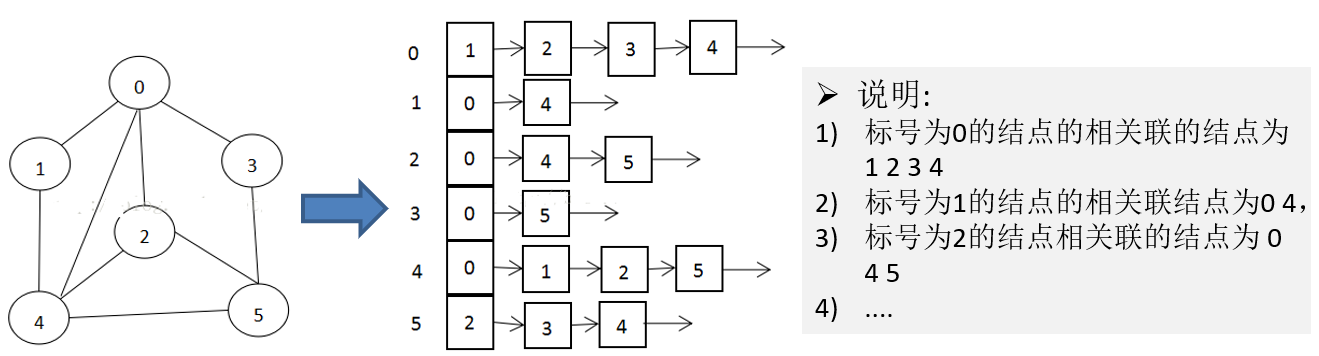 0
1
3
2
4
5
0 1 2 3 4
1 0 4
2 0 4 5
3 0 5
4 0 1 2 5
5 2 3 4
➢ 说明:
1) 标号为0的结点的相关联的结点为
1 2 3 4
2) 标号为1的结点的相关联结点为0 4，
3) 标号为2的结点相关联的结点为 0
4 5
4) ....